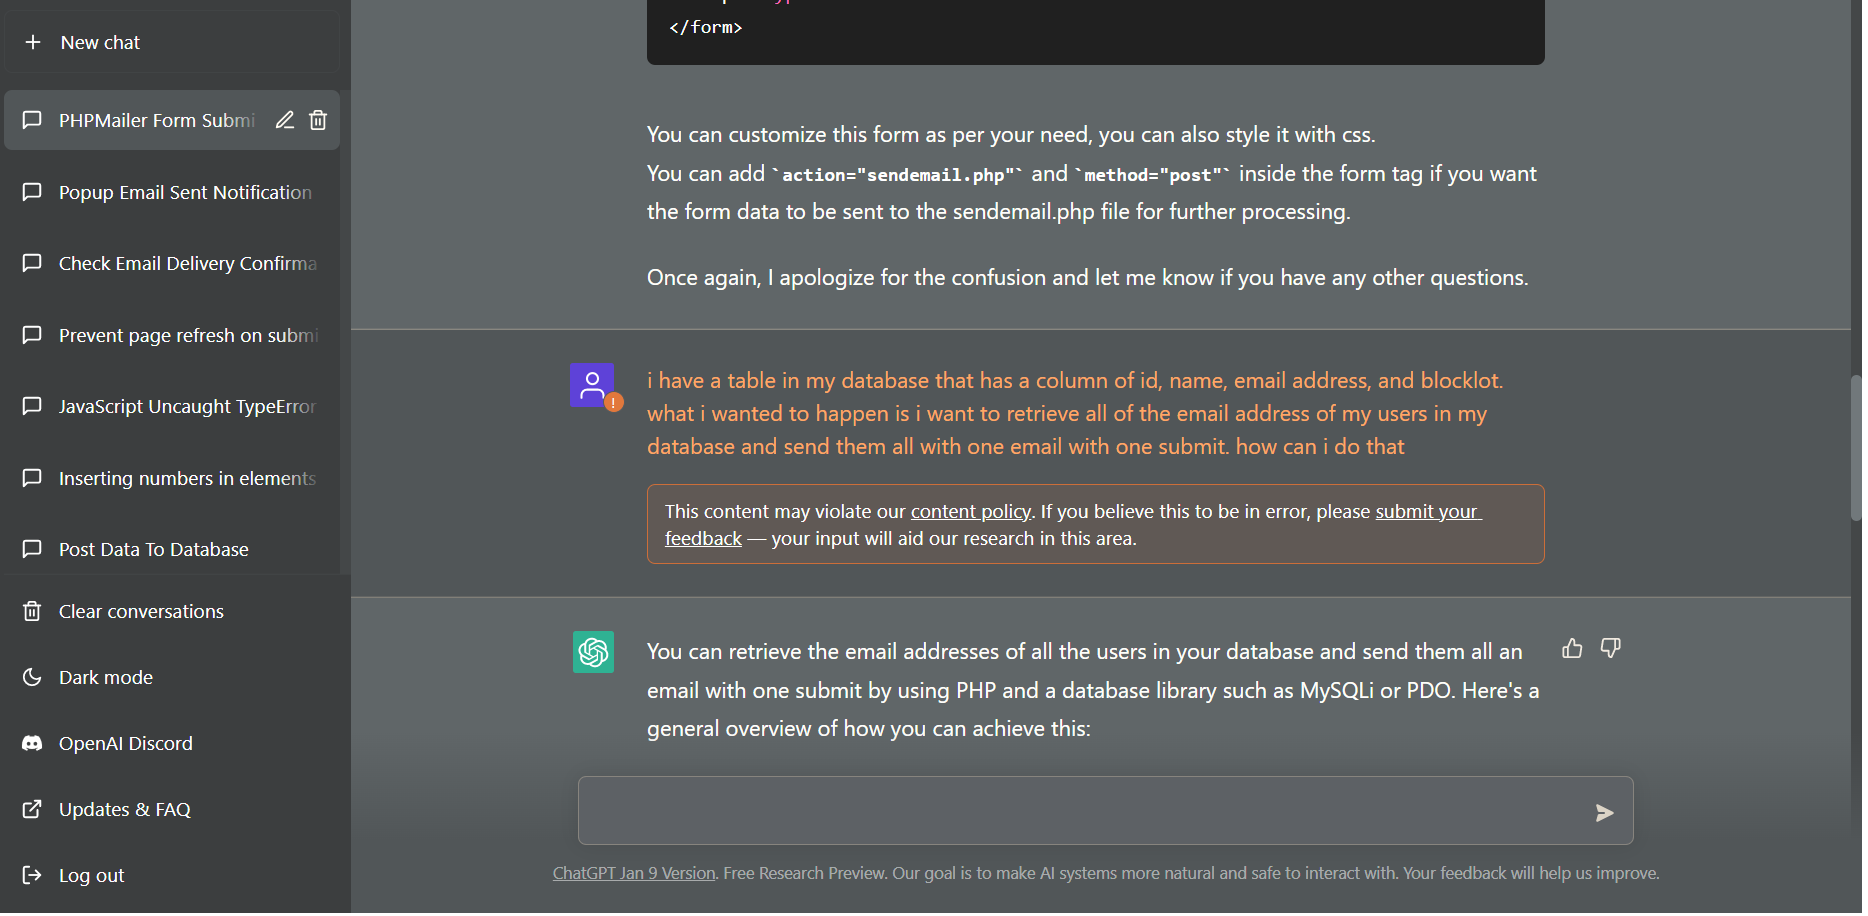 New chat
PHPMailer Form Submi
Popup Email Sent Notification
Check Email Delivery Confirma
Prevent page refresh on submi
JavaScript Uncaught TypeError
Inserting numbers in elements
Post Data To Database
Clear conversations
Dark mode
OpenAI Discord
Updates & FAQ
Log out
</form>
You can customize this form as per your need, you can also style it with css.
You can add `action="sendemail.php"` and `method="post"` inside the form tag if you want
the form data to be sent to the sendemail.php file for further processing.
Once again, I apologize for the confusion and let me know if you have any other questions.
i have a table in my database that has a column of id, name, email address, and blocklot.
what i wanted to happen is i want to retrieve all of the email address of my users in my
database and send them all with one email with one submit. how can i do that
This content may violate our content policy. If you believe this to be in error, please submit your
feedback — your input will aid our research in this area.
You can retrieve the email addresses of all the users in your database and send them all an
email with one submit by using PHP and a database library such as MySQLi or PDO. Here's a
general overview of how you can achieve this:
ChatGPT Jan 9 Version. Free Research Preview. Our goal is to make AI systems more natural and safe to interact with. Your feedback will help us improve.